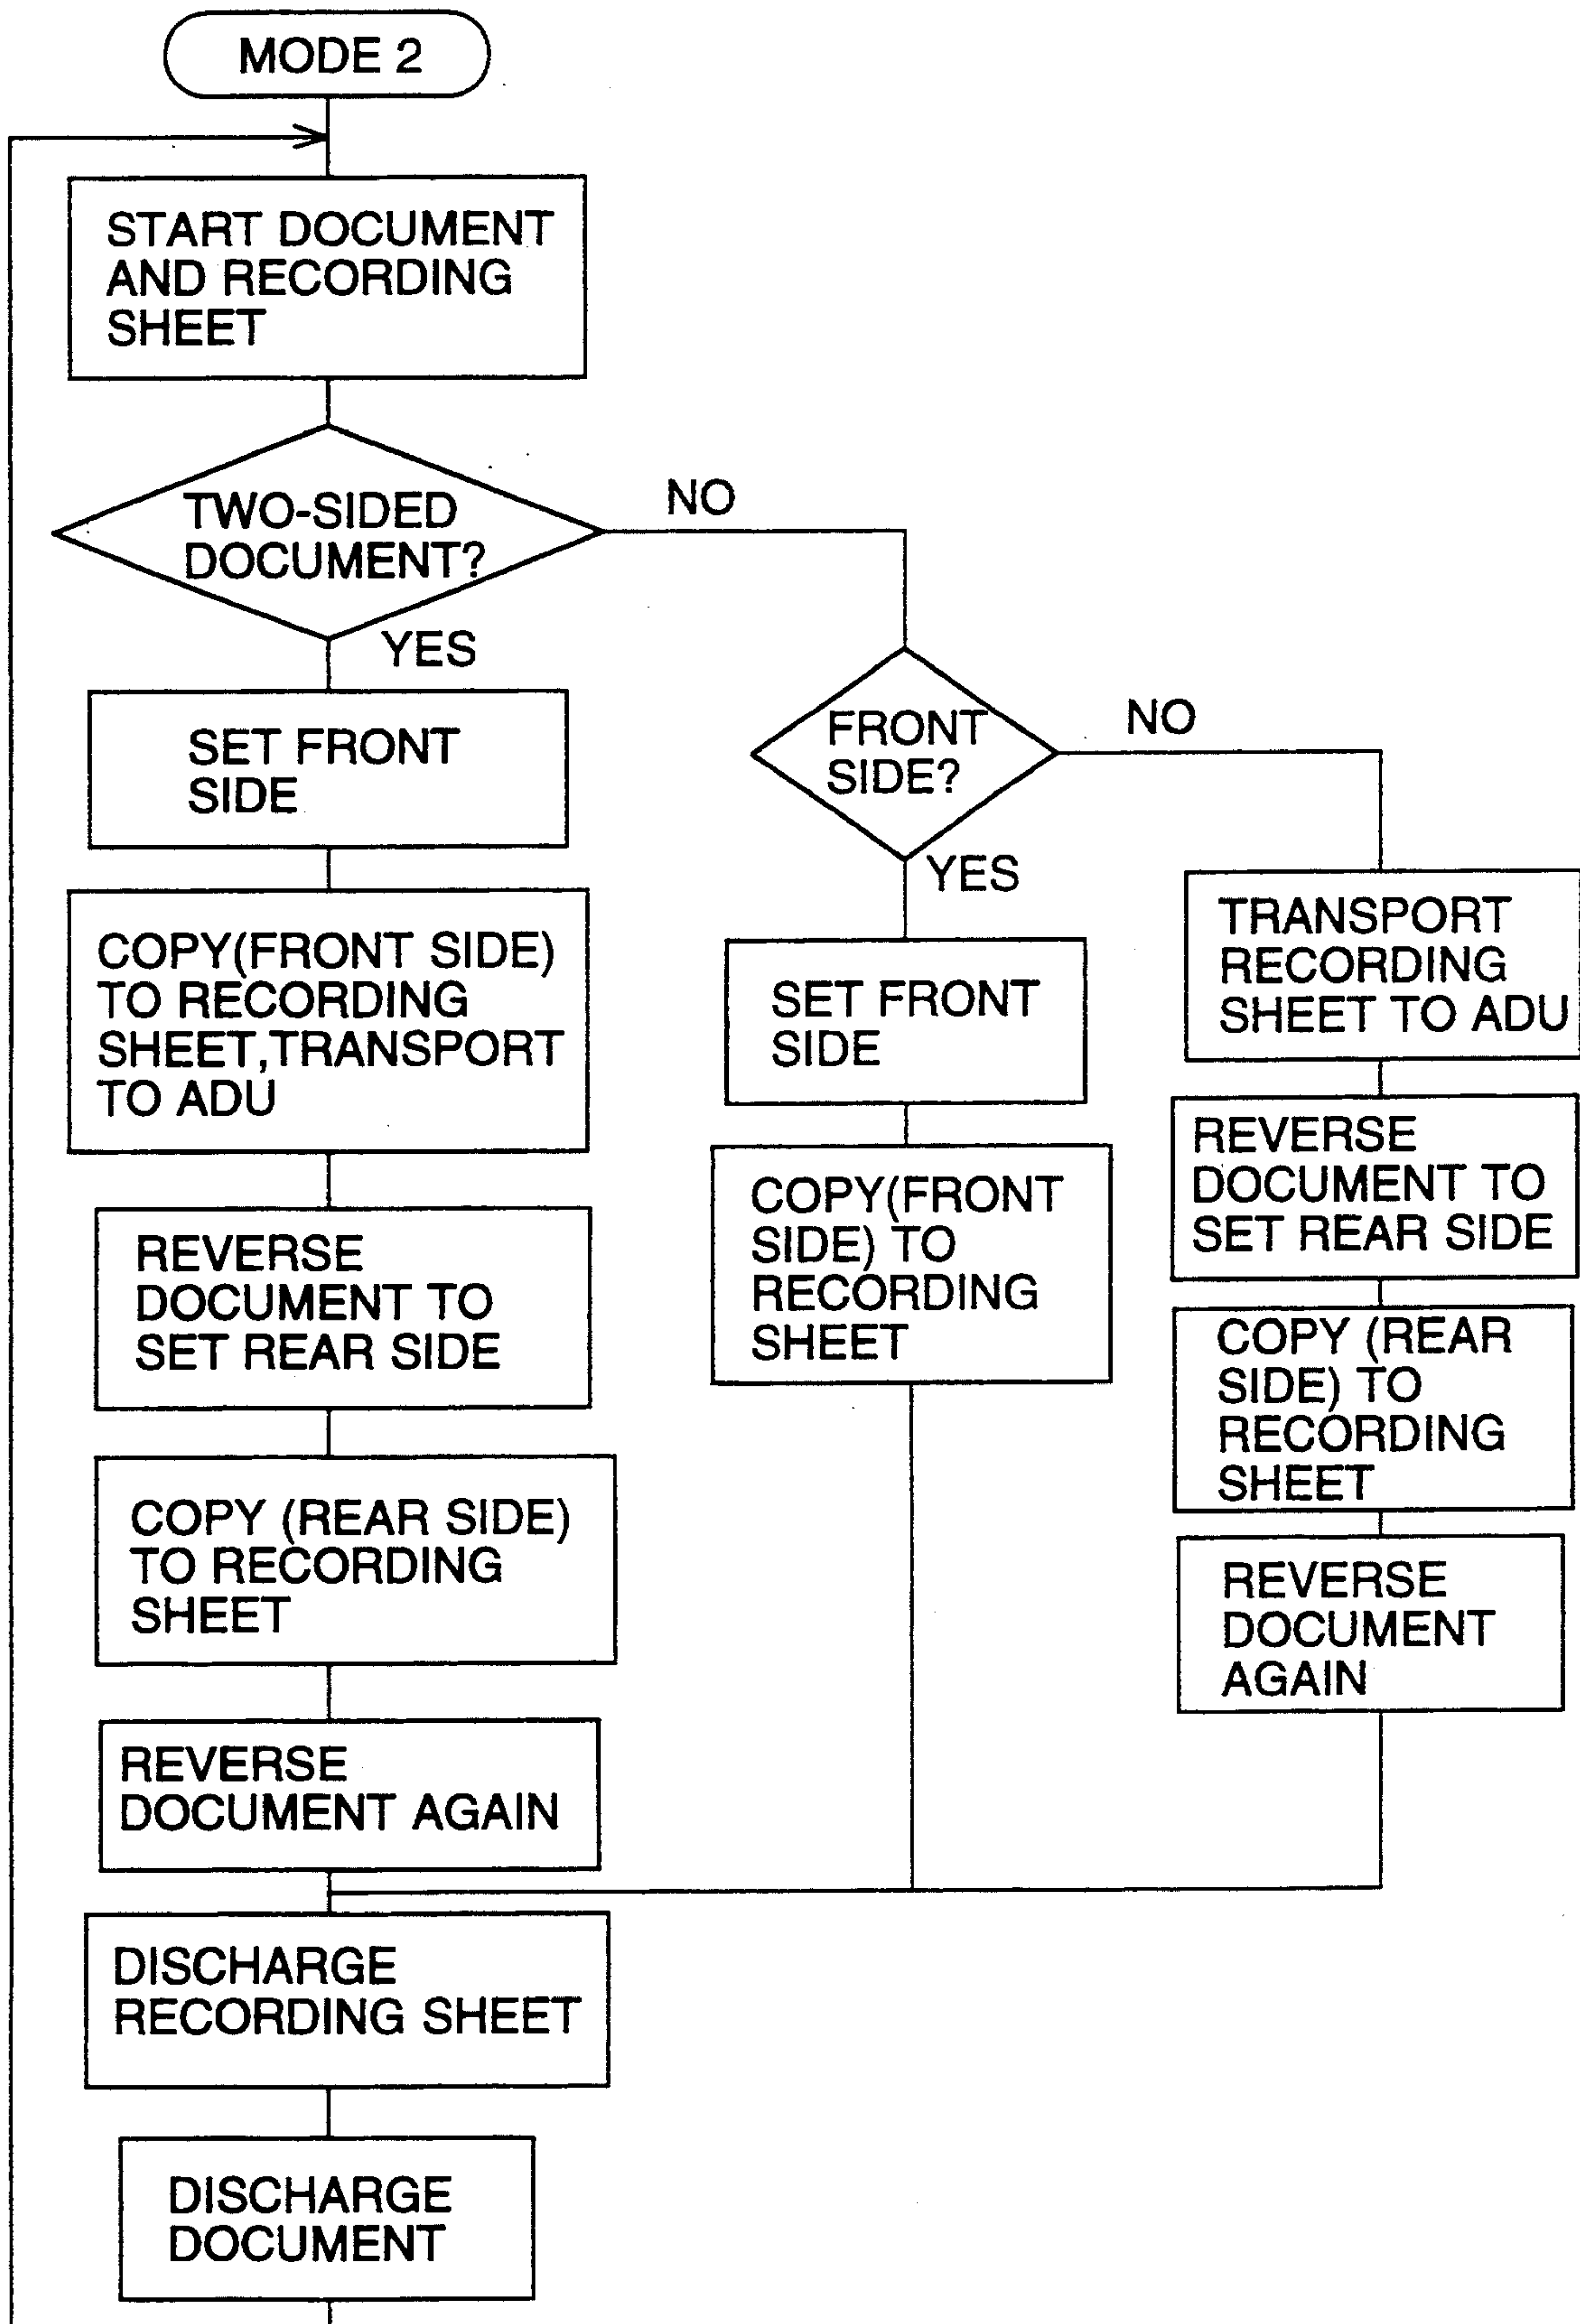 MODE 2
START DOCUMENT
AND RECORDING
SHEET
TWO-SIDED
DOCUMENT?
NO
YES
FRONT
SIDE?
NO
YES
SET FRONT
SIDE
COPY(FRONT SIDE)
TO RECORDING
SHEET,TRANSPORT
TO ADU
REVERSE
DOCUMENT TO
SET REAR SIDE
COPY (REAR SIDE)
TO RECORDING
SHEET
REVERSE
DOCUMENT AGAIN
SET FRONT
SIDE
COPY(FRONT
SIDE) TO
RECORDING
SHEET
TRANSPORT
RECORDING
SHEET TO ADU
REVERSE
DOCUMENT TO
SET REAR SIDE
COPY (REAR
SIDE) TO
RECORDING
SHEET
REVERSE
DOCUMENT
AGAIN
DISCHARGE
RECORDING SHEET
DISCHARGE
DOCUMENT